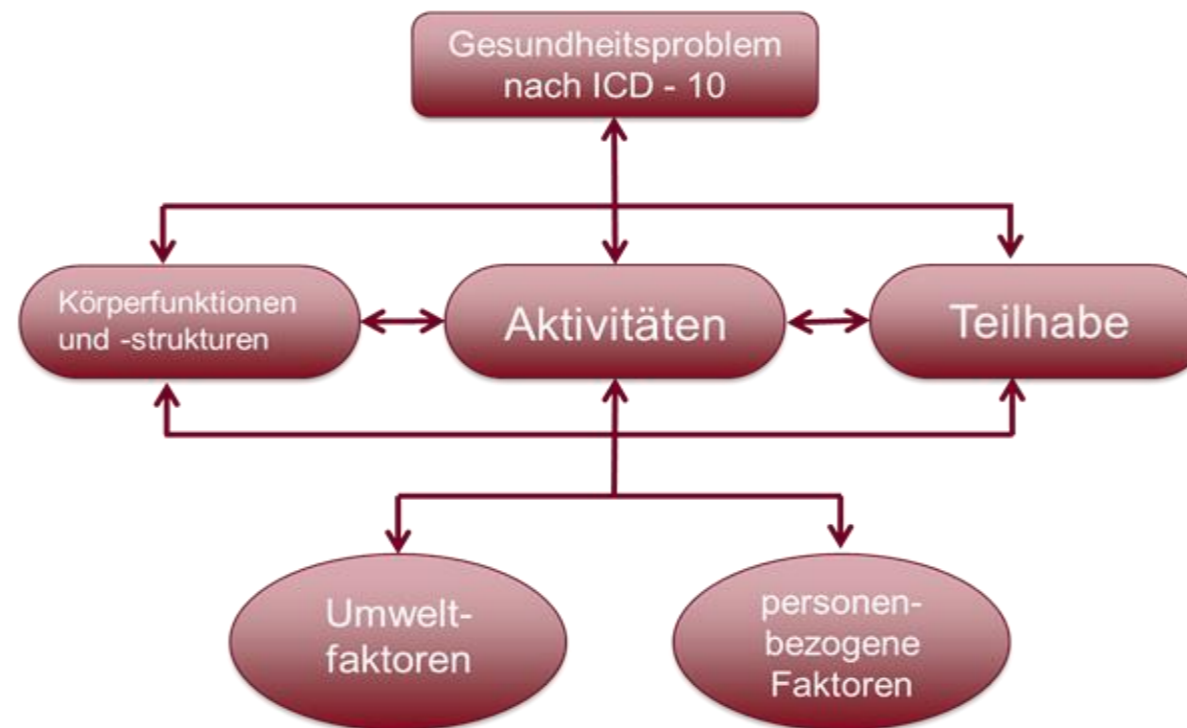 Gesundheitsproblem
nach ICD - 10
Körperfunktionen
und -strukturen
Aktivitäten
Teilhabe
Umwelt-
faktoren
personen-
bezogene
Faktoren